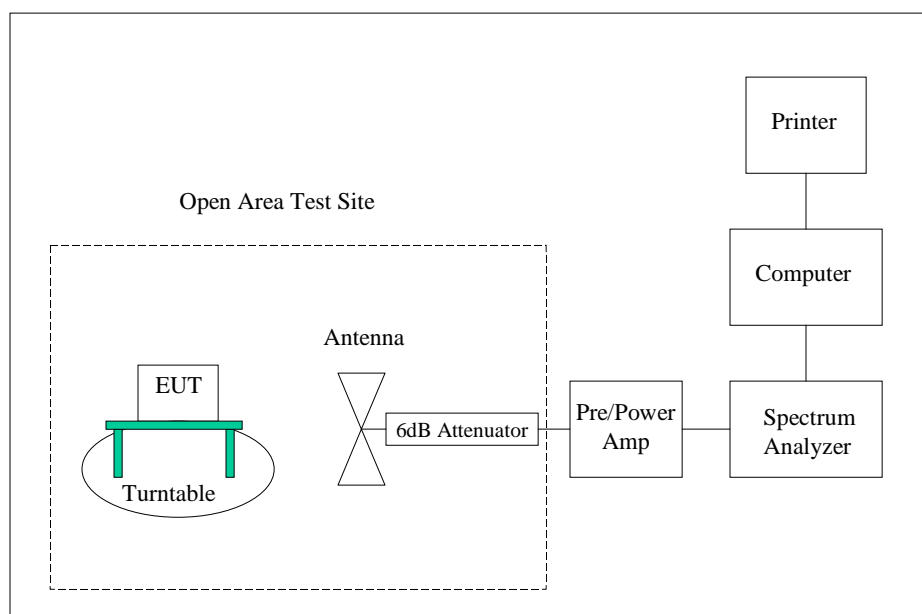 Printer
Open Area Test Site
Computer
Antenna
EUT
6dB Attenuator
Pre/Power
Amp
Spectrum
Analyzer
Turntable